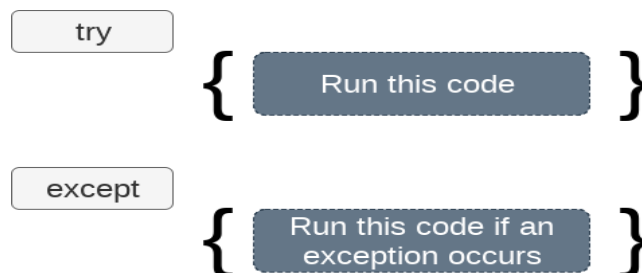 try
{ Run this code }
except
{ Run this code if an
exception occurs }